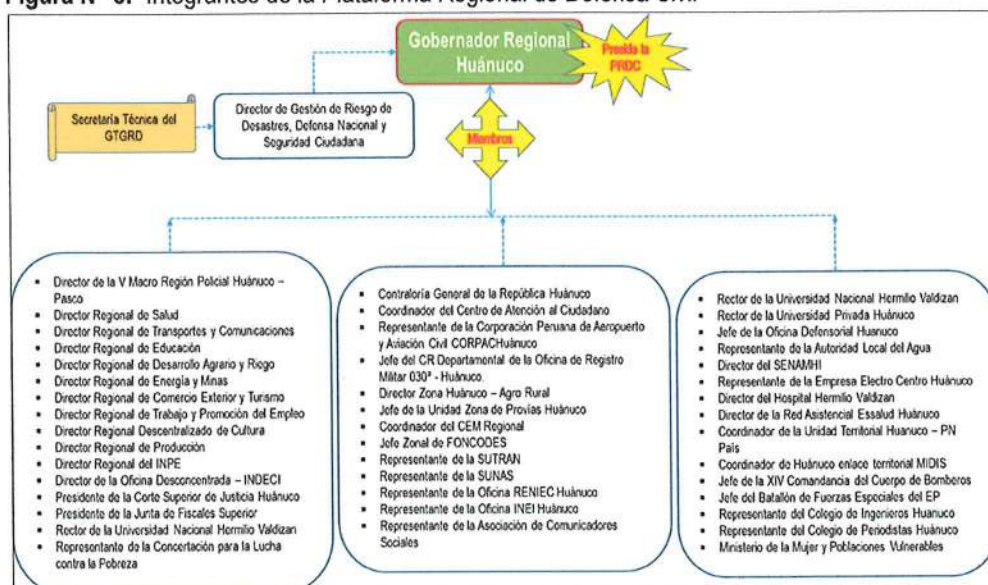 Figura N° 3. Integrantes de la Plataforma Regional de Defensa Civil
Gobernador Regional
Huánuco
Preside la
PRDC
Secretaría Técnica del
GTGRD
Director de Gestión de Riesgo de
Desastres, Defensa Nacional y
Seguridad Ciudadana
Miembros
▪ Director de la V Macro Región Policial Huánuco –
Pasco
▪ Director Regional de Salud
▪ Director Regional de Transportes y Comunicaciones
▪ Director Regional de Educación
▪ Director Regional de Desarrollo Agrario y Riego
▪ Director Regional de Energía y Minas
▪ Director Regional de Comercio Exterior y Turismo
▪ Director Regional de Trabajo y Promoción del Empleo
▪ Director Regional Descentralizado de Cultura
▪ Director Regional de Producción
▪ Director Regional del INPE
▪ Director de la Oficina Desconcentrada – INDECI
▪ Presidente de la Corte Superior de Justicia Huánuco
▪ Presidente de la Junta de Fiscales Superior
▪ Rector de la Universidad Nacional Hermilio Valdizan
▪ Representante de la Concertación para la Lucha
contra la Pobreza
▪ Contraloría General de la República Huánuco
▪ Coordinador del Centro de Atención al Ciudadano
▪ Representante de la Corporación Peruana de Aeropuerto
y Aviación Civil CORPACHuánuco
▪ Jefe del CR Departamental de la Oficina de Registro
Militar 030ª - Huánuco.
▪ Director Zona Huánuco – Agro Rural
▪ Jefe de la Unidad Zona de Provías Huánuco
▪ Coordinador del CEM Regional
▪ Jefe Zonal de FONCODES
▪ Representante de la SUTRAN
▪ Representante de la SUNAS
▪ Representante de la Oficina RENIEC Huánuco
▪ Representante de la Oficina INEI Huánuco
▪ Representante de la Asociación de Comunicadores
Sociales
▪ Rector de la Universidad Nacional Hermilio Valdizan
▪ Rector de la Universidad Privada Huánuco
▪ Jefe de la Oficina Defensorial Huanuco
▪ Representante de la Autoridad Local del Agua
▪ Director del SENAMHI
▪ Representante de la Empresa Electro Centro Huánuco
▪ Director del Hospital Hermilio Valdizan
▪ Director de la Red Asistencial Essalud Huánuco
▪ Coordinador de la Unidad Territorial Huanuco – PN
País
▪ Coordinador de Huánuco enlace territorial MIDIS
▪ Jefe de la XIV Comandancia del Cuerpo de Bomberos
▪ Jefe del Batallón de Fuerzas Especiales del EP
▪ Representante del Colegio de Ingenieros Huanuco
▪ Representante del Colegio de Periodistas Huánuco
▪ Ministerio de la Mujer y Poblaciones Vulnerables